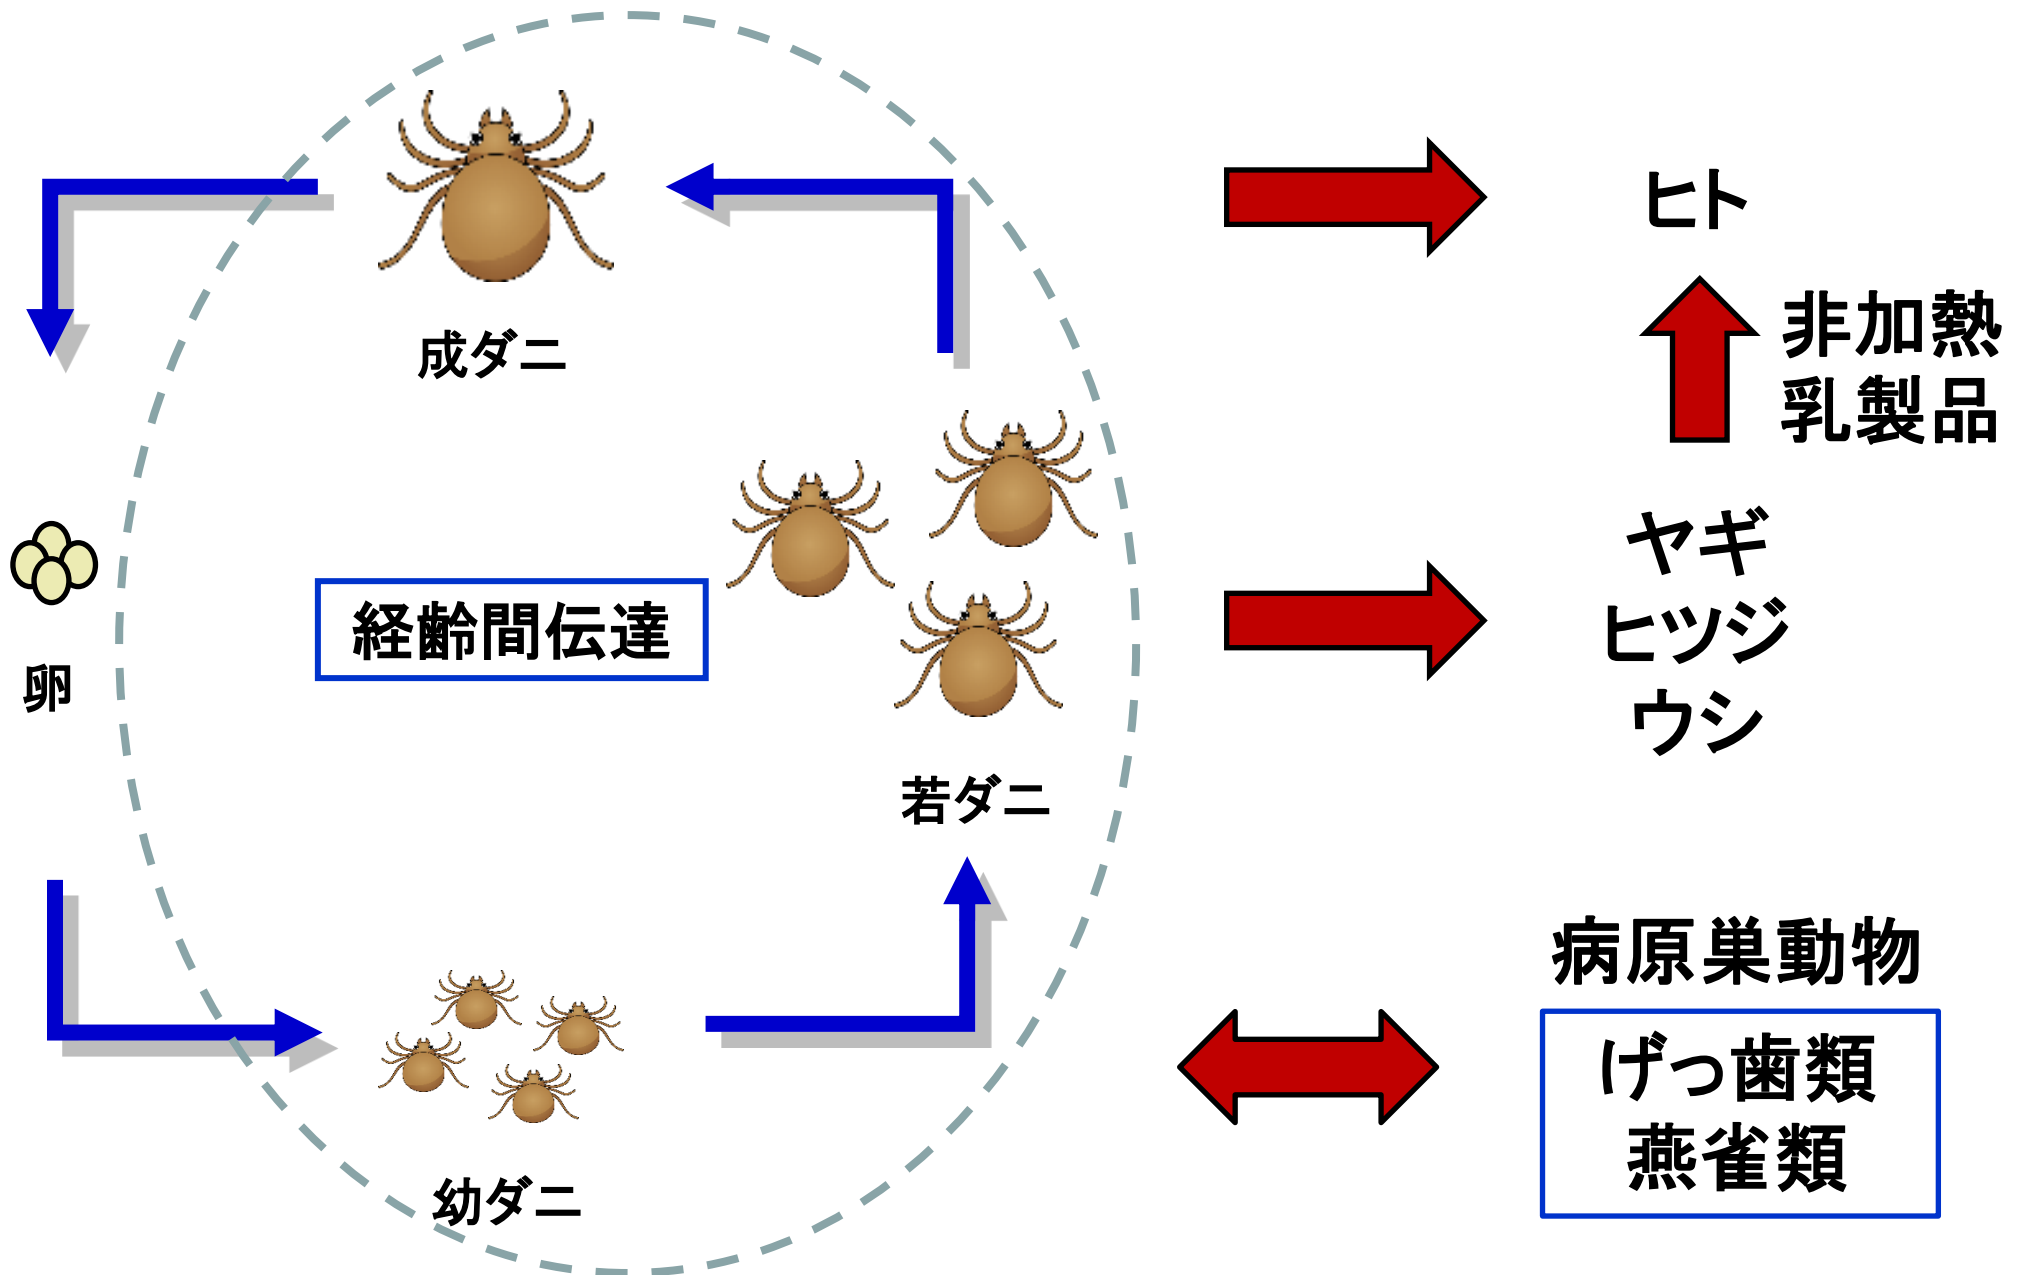 成ダニ
卵
経齢間伝達
若ダニ
幼ダニ
ヒト
非加熱
乳製品
ヤギ
ヒツジ
ウシ
病原巣動物
げっ歯類
燕雀類